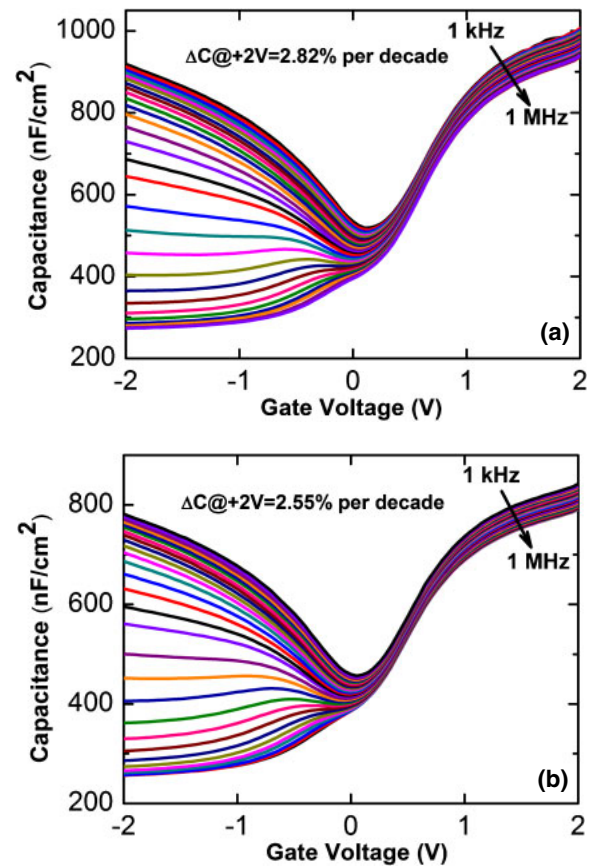 1000
800
600
400
200
Capacitance (nF/cm²)
ΔC@+2V=2.82% per decade
1 kHz
1 MHz
(a)
-2 -1 0 1 2
Gate Voltage (V)
800
600
400
200
Capacitance (nF/cm²)
ΔC@+2V=2.55% per decade
1 kHz
1 MHz
(b)
-2 -1 0 1 2
Gate Voltage (V)